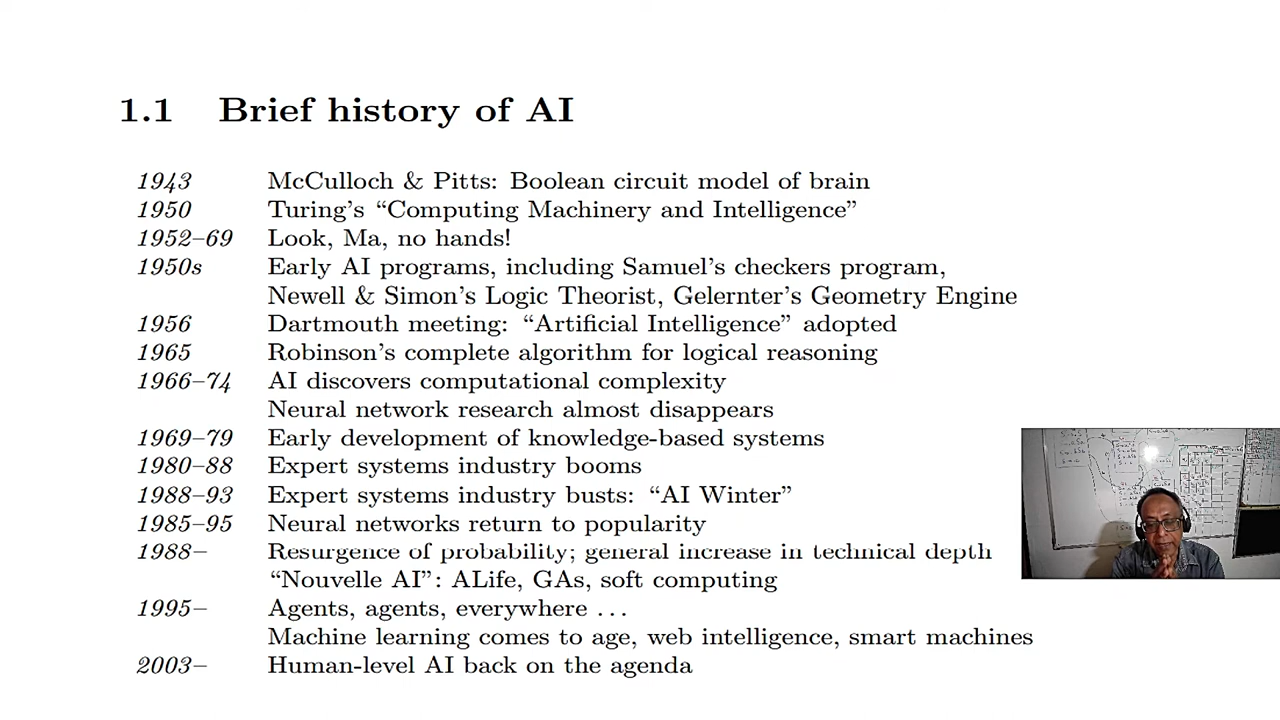 1.1 Brief history of AI
1943 McCulloch & Pitts: Boolean circuit model of brain
1950 Turing's “Computing Machinery and Intelligence”
1952–69 Look, Ma, no hands!
1950s Early AI programs, including Samuel's checkers program,
Newell & Simon's Logic Theorist, Gelernter's Geometry Engine
1956 Dartmouth meeting: “Artificial Intelligence” adopted
1965 Robinson's complete algorithm for logical reasoning
1966–74 AI discovers computational complexity
Neural network research almost disappears
1969–79 Early development of knowledge-based systems
1980–88 Expert systems industry booms
1988–93 Expert systems industry busts: “AI Winter”
1985–95 Neural networks return to popularity
1988– Resurgence of probability; general increase in technical depth
“Nouvelle AI”: ALife, GAs, soft computing
1995– Agents, agents, everywhere ...
Machine learning comes to age, web intelligence, smart machines
2003– Human-level AI back on the agenda